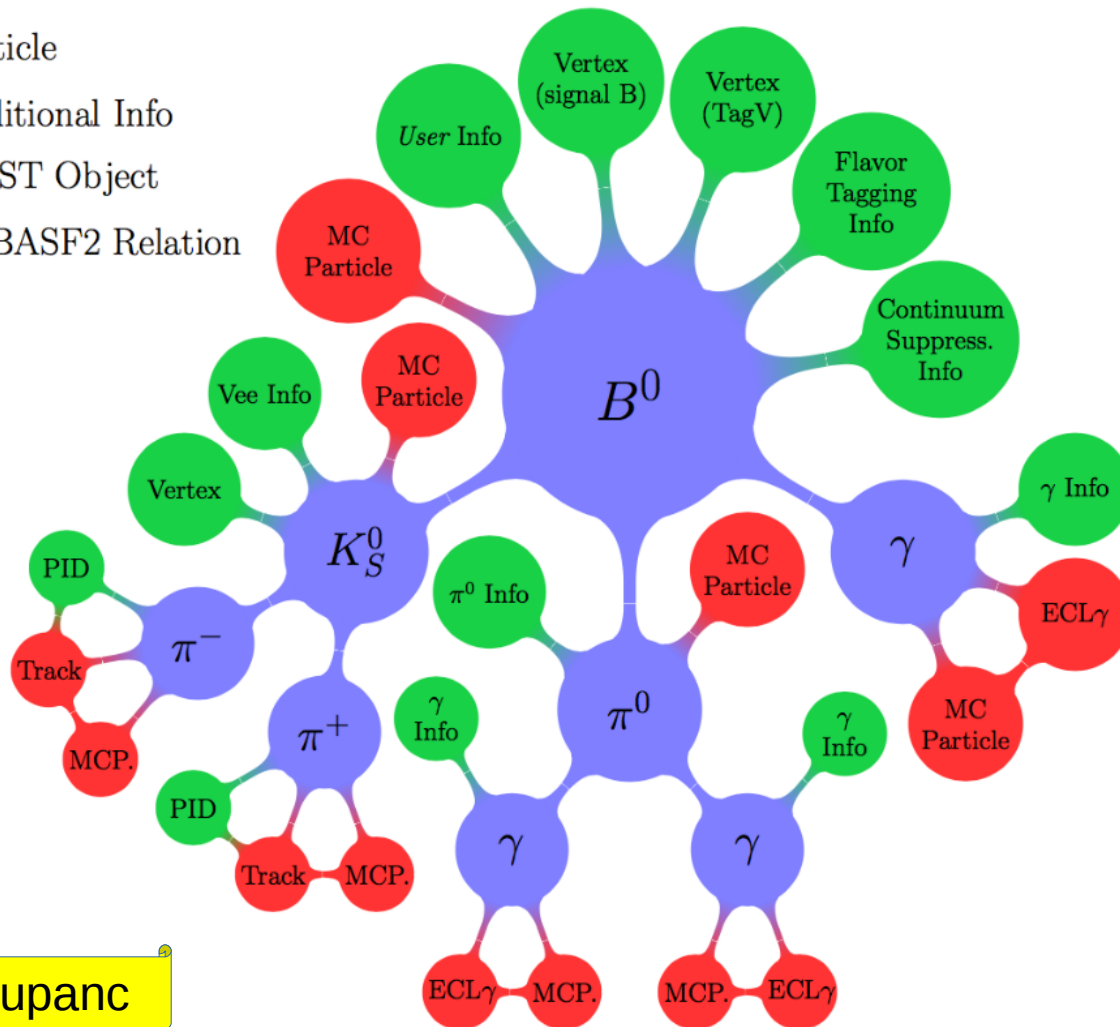 ticle
ditional Info
ST Object
BASF2 Relation
Vertex
(signal B)
Vertex
(TagV)
User Info
Flavor
Tagging
Info
MC
Particle
Continuum
Suppress.
Info
MC
Particle
Vee Info
B⁰
Vertex
γ Info
K⁰_S
γ
PID
π⁰ Info
MC
Particle
ECLγ
π⁻
Track
γ
Info
π⁰
MC
Particle
γ
Info
π⁺
MCP.
PID
γ
γ
Track
MCP.
ECLγ
MCP.
MCP.
ECLγ
upanc